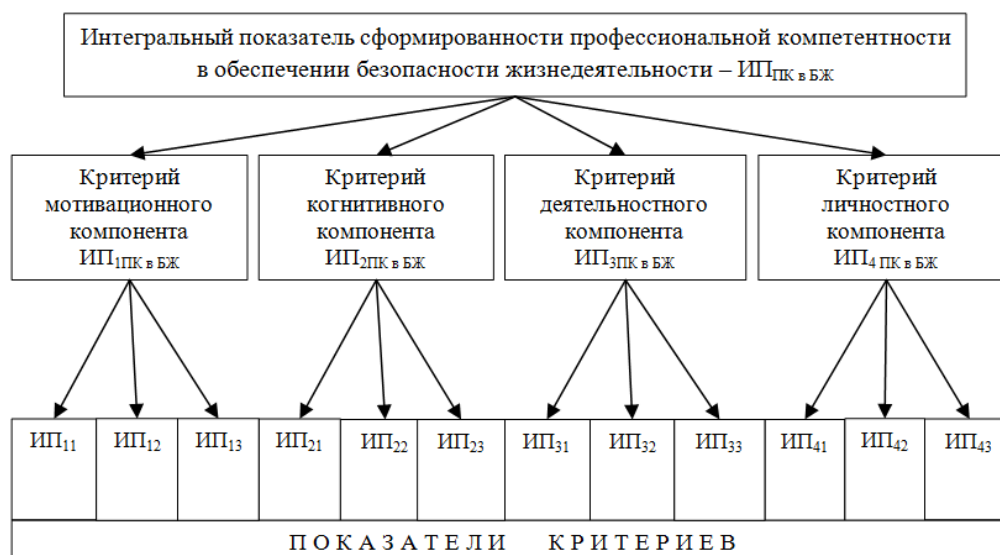 Интегральный показатель сформированности профессиональной компетентности
в обеспечении безопасности жизнедеятельности – ИППК в БЖ
Критерий
мотивационного
компонента
ИП1ПК в БЖ
Критерий
когнитивного
компонента
ИП2ПК в БЖ
Критерий
деятельностного
компонента
ИП3ПК в БЖ
Критерий
личностного
компонента
ИП4 ПК в БЖ
ИП11 ИП12 ИП13 ИП21 ИП22 ИП23 ИП31 ИП32 ИП33 ИП41 ИП42 ИП43
ПОКАЗАТЕЛИ КРИТЕРИЕВ